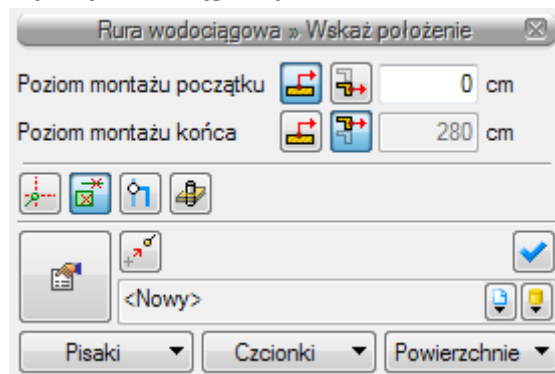 Rura wodociągowa » Wskaż położenie
Poziom montażu początku 0 cm
Poziom montażu końca 280 cm
<Nowy>
Pisaki Czcionki Powierzchnie